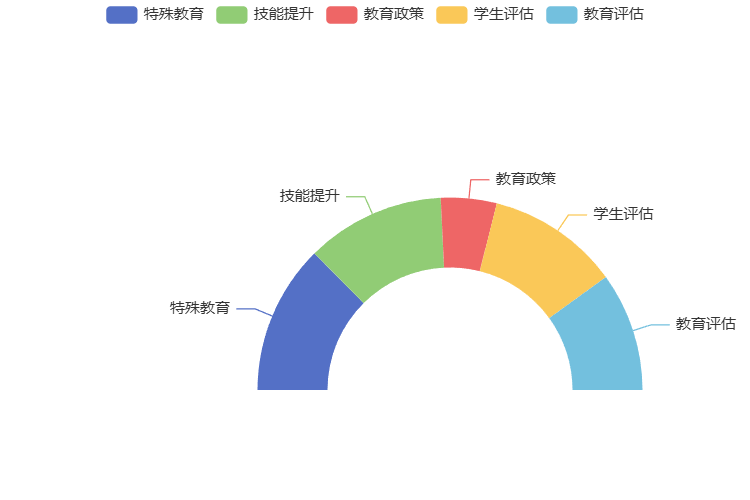 特殊教育 技能提升 教育政策 学生评估 教育评估
教育政策
技能提升
学生评估
特殊教育
教育评估